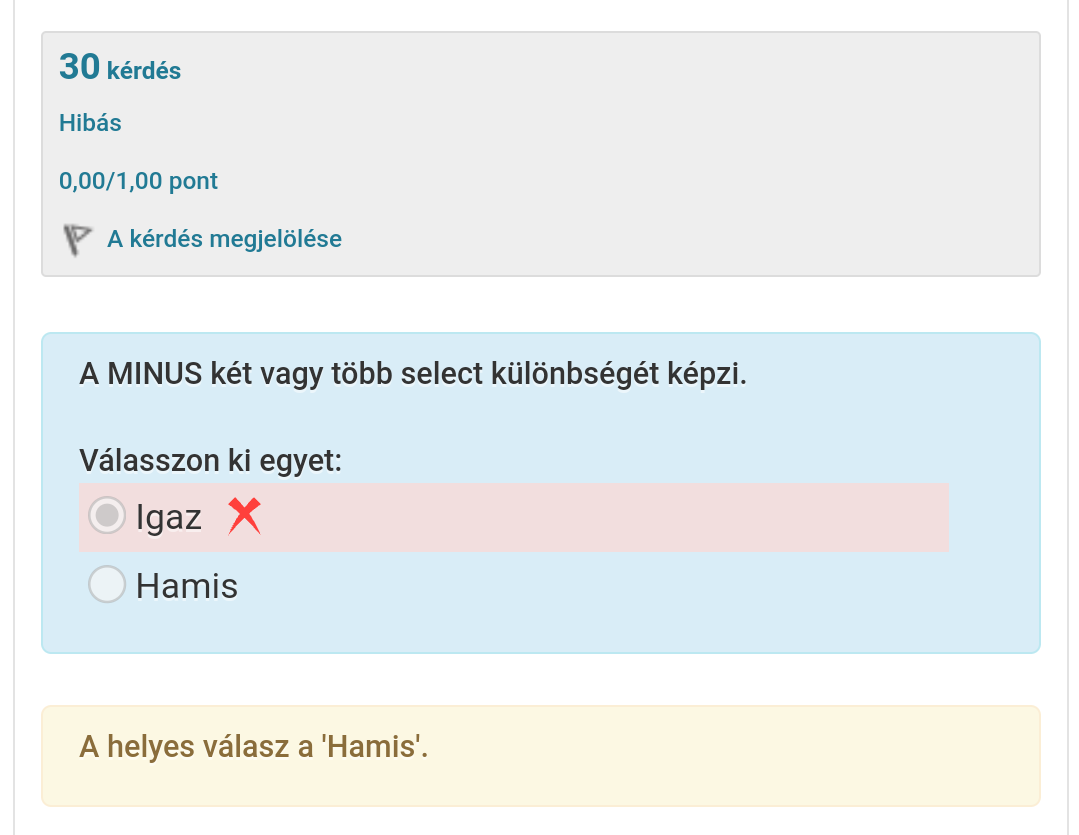 30 kérdés
Hibás
0,00/1,00 pont
A kérdés megjelölése
A MINUS két vagy több select különbségét képzi.
Válasszon ki egyet:
Igaz
Hamis
A helyes válasz a 'Hamis'.